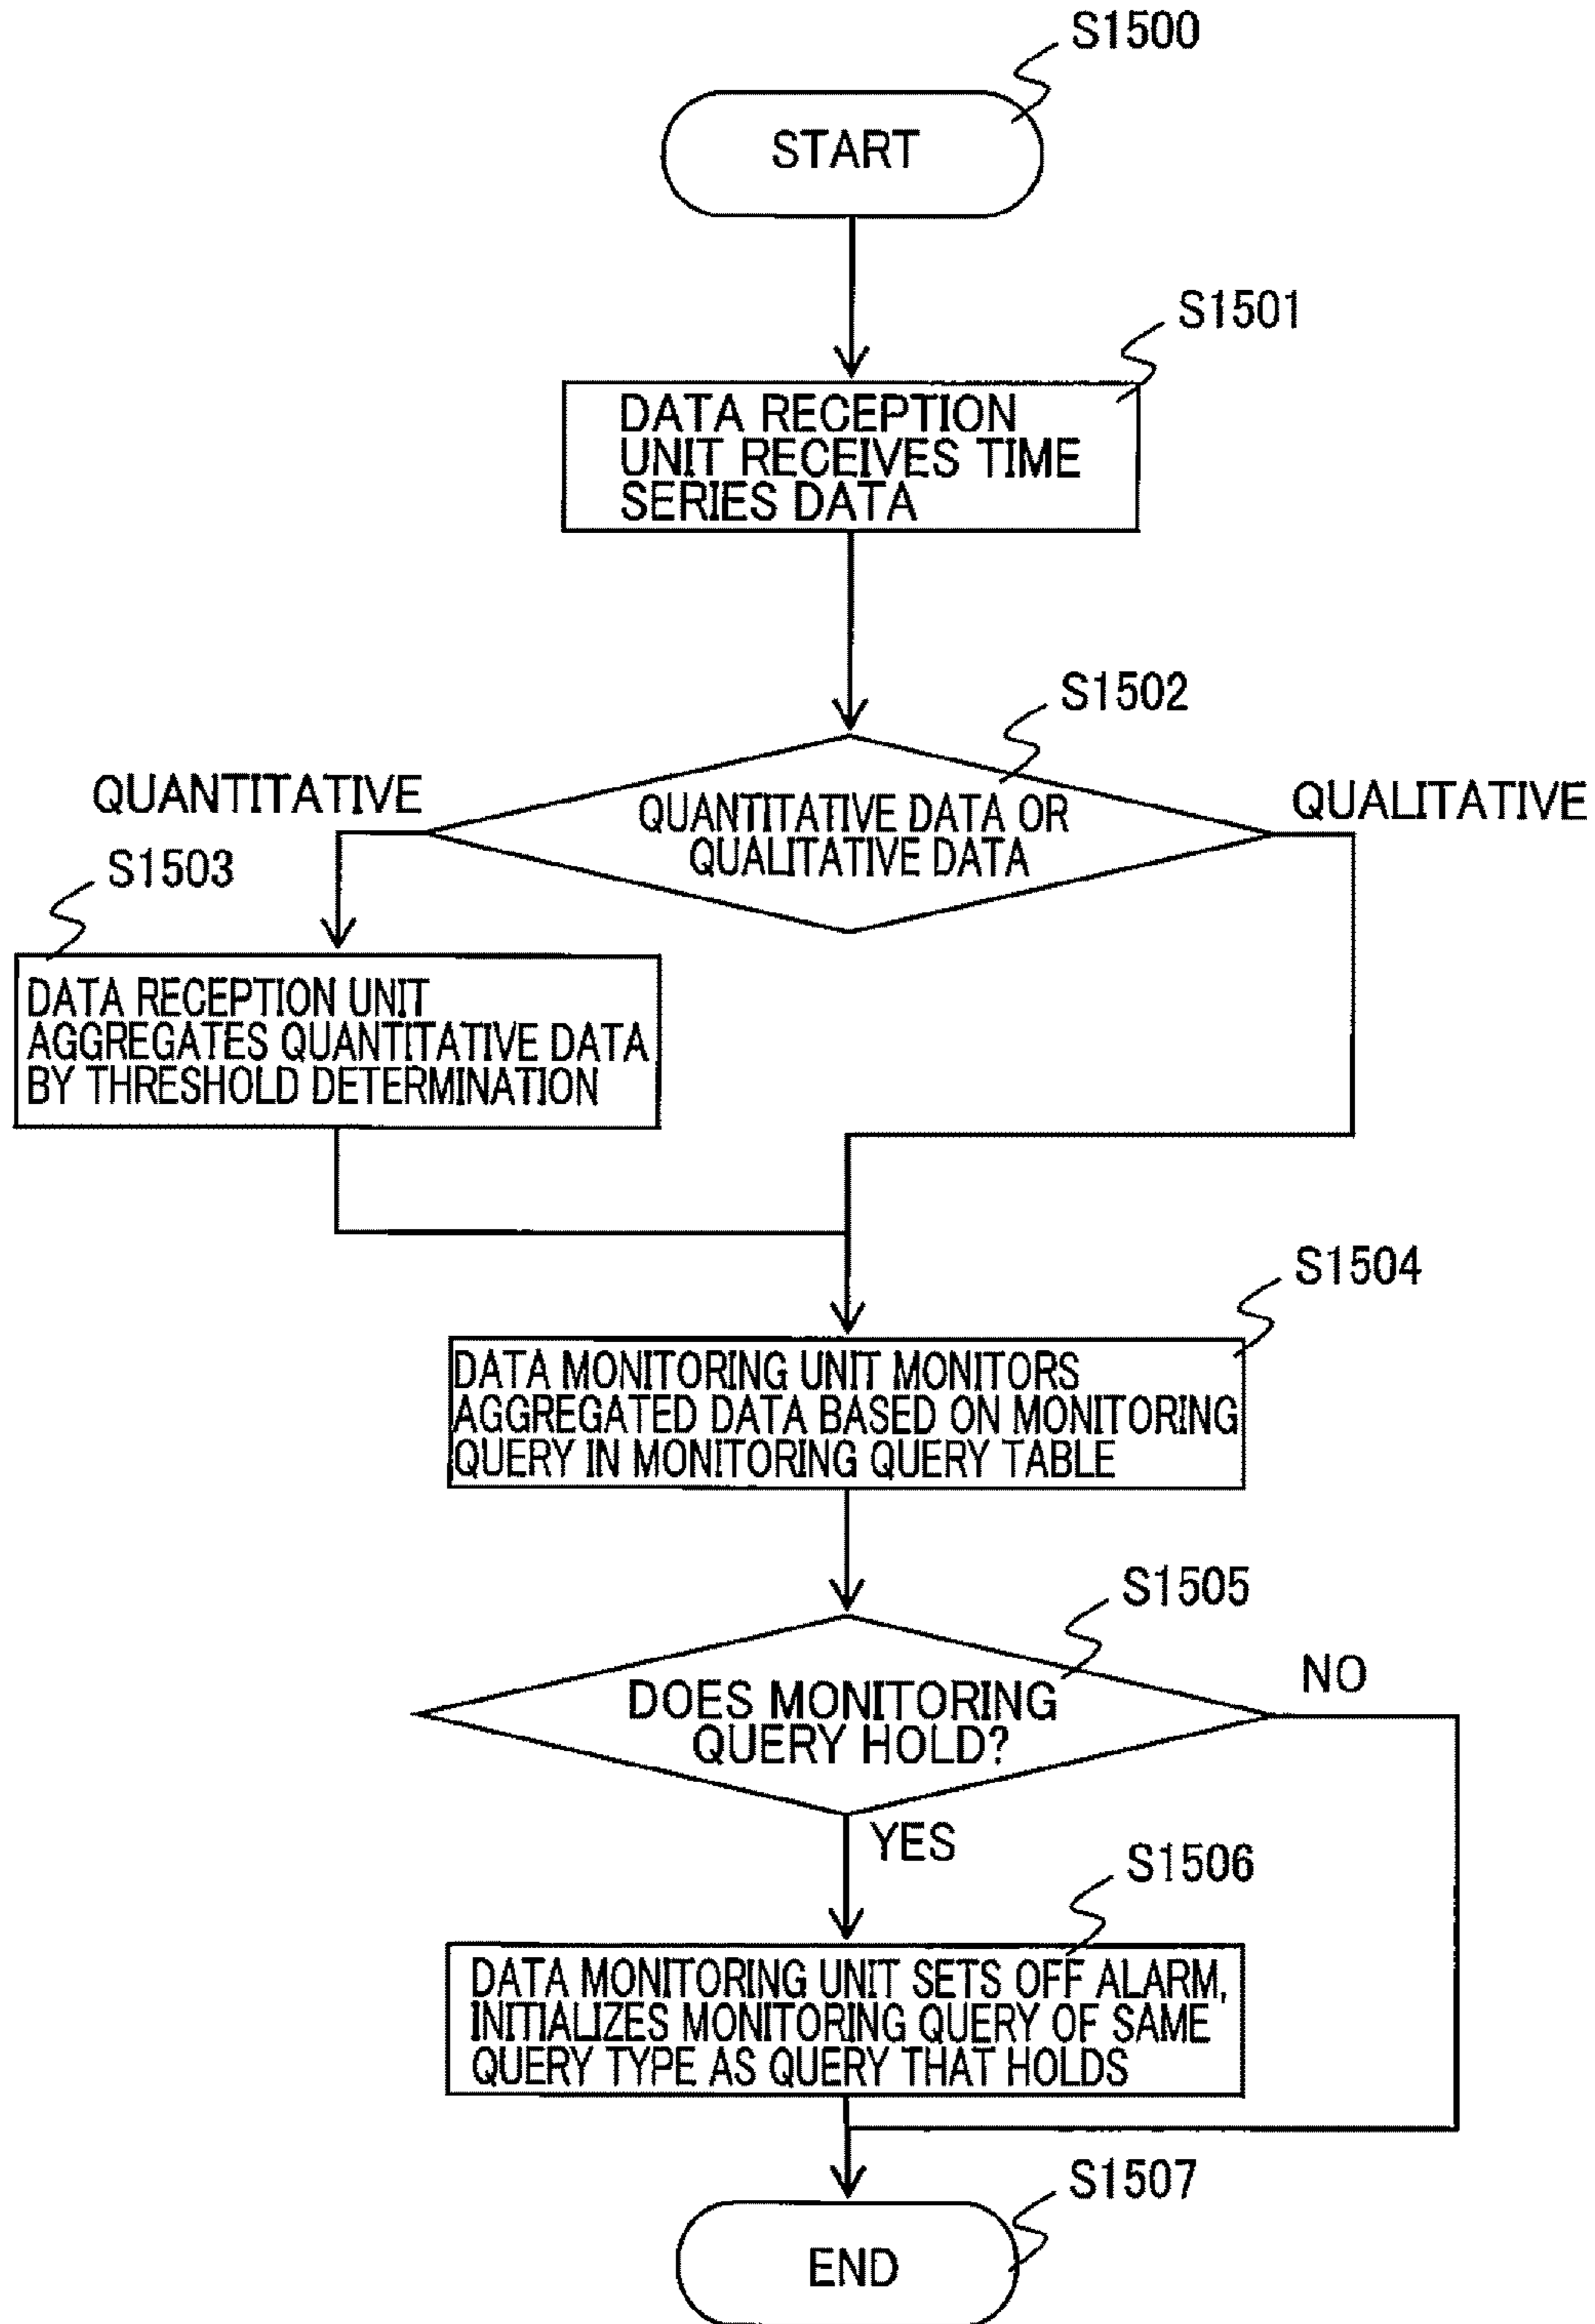 S1500
START
S1501
DATA RECEPTION
UNIT RECEIVES TIME
SERIES DATA
S1502
QUANTITATIVE
QUANTITATIVE DATA OR
QUALITATIVE DATA
QUALITATIVE
S1503
DATA RECEPTION UNIT
AGGREGATES QUANTITATIVE DATA
BY THRESHOLD DETERMINATION
S1504
DATA MONITORING UNIT MONITORS
AGGREGATED DATA BASED ON MONITORING
QUERY IN MONITORING QUERY TABLE
S1505
DOES MONITORING
QUERY HOLD?
NO
YES
S1506
DATA MONITORING UNIT SETS OFF ALARM,
INITIALIZES MONITORING QUERY OF SAME
QUERY TYPE AS QUERY THAT HOLDS
S1507
END